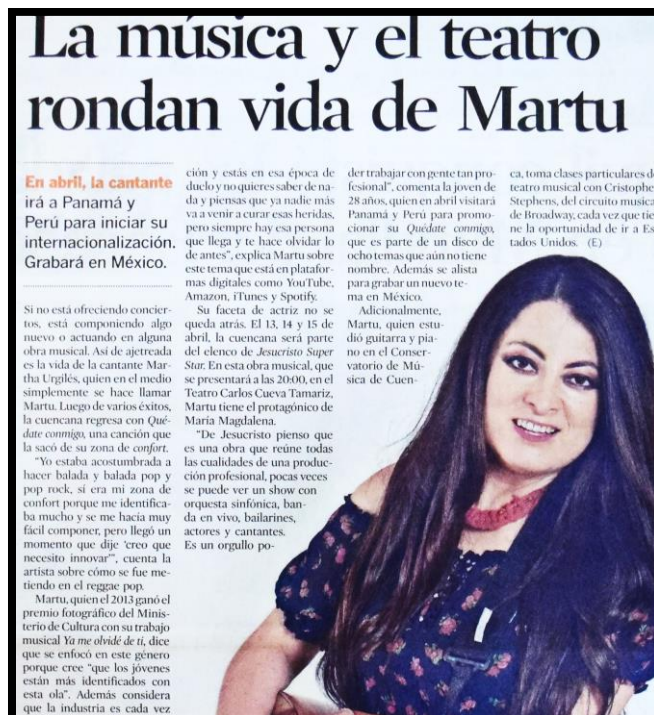 La música y el teatro
rondan vida de Martu
En abril, la cantante
irá a Panamá y
Perú para iniciar su
internacionalización.
Grabará en México.
Si no está ofreciendo concier-
tos, está componiendo algo
nuevo o actuando en alguna
obra musical. Así de ajetreada
es la vida de la cantante Mar-
tha Urgilés, quien en el medio
simplemente se hace llamar
Martu. Luego de varios éxitos,
la cuencana regresa con Qué-
date conmigo, una canción que
la sacó de su zona de confort.
"Yo estaba acostumbrada a
hacer balada y balada pop y
pop rock, sí era mi zona de
confort porque me identifica-
ba mucho y se me hacía muy
fácil componer, pero llegó un
momento que dije 'creo que
necesito innovar'", cuenta la
artista sobre cómo se fue me-
tiendo en el reggae pop.
Martu, quien el 2013 ganó el
premio fotográfico del Minis-
terio de Cultura con su trabajo
musical Ya me olvidé de ti, dice
que se enfocó en este género
porque cree "que los jóvenes
están más identificados con
esta ola". Además considera
que la industria es cada vez
ción y estás en esa época de
duelo y no quieres saber de na-
da y piensas que ya nadie más
va a venir a curar esas heridas,
pero siempre hay esa persona
que llega y te hace olvidar lo
de antes", explica Martu sobre
este tema que está en platafor-
mas digitales como YouTube,
Amazon, iTunes y Spotify.
Su faceta de actriz no se
queda atrás. El 13, 14 y 15 de
abril, la cuencana será parte
del elenco de Jesucristo Super
Star. En esta obra musical, que
se presentará a las 20:00, en el
Teatro Carlos Cueva Tamariz,
Martu tiene el protagónico de
María Magdalena.
"De Jesucristo pienso que
es una obra que reúne todas
las cualidades de una produc-
ción profesional, pocas veces
se puede ver un show con
orquesta sinfónica, ban-
da en vivo, bailarines,
actores y cantantes.
Es un orgullo po-
der trabajar con gente tan pro-
fesional", comenta la joven de
28 años, quien en abril visitará
Panamá y Perú para promo-
cionar su Quédate conmigo,
que es parte de un disco de
ocho temas que aún no tiene
nombre. Además se alista
para grabar un nuevo te-
ma en México.
Adicionalmente,
Martu, quien estu-
dió guitarra y pia-
no en el Conser-
vatorio de Mú-
sica de Cuen-
ca, toma clases particulares de
teatro musical con Cristophe
Stephens, del circuito musica
de Broadway, cada vez que tie-
ne la oportunidad de ir a Es-
tados Unidos. (E)